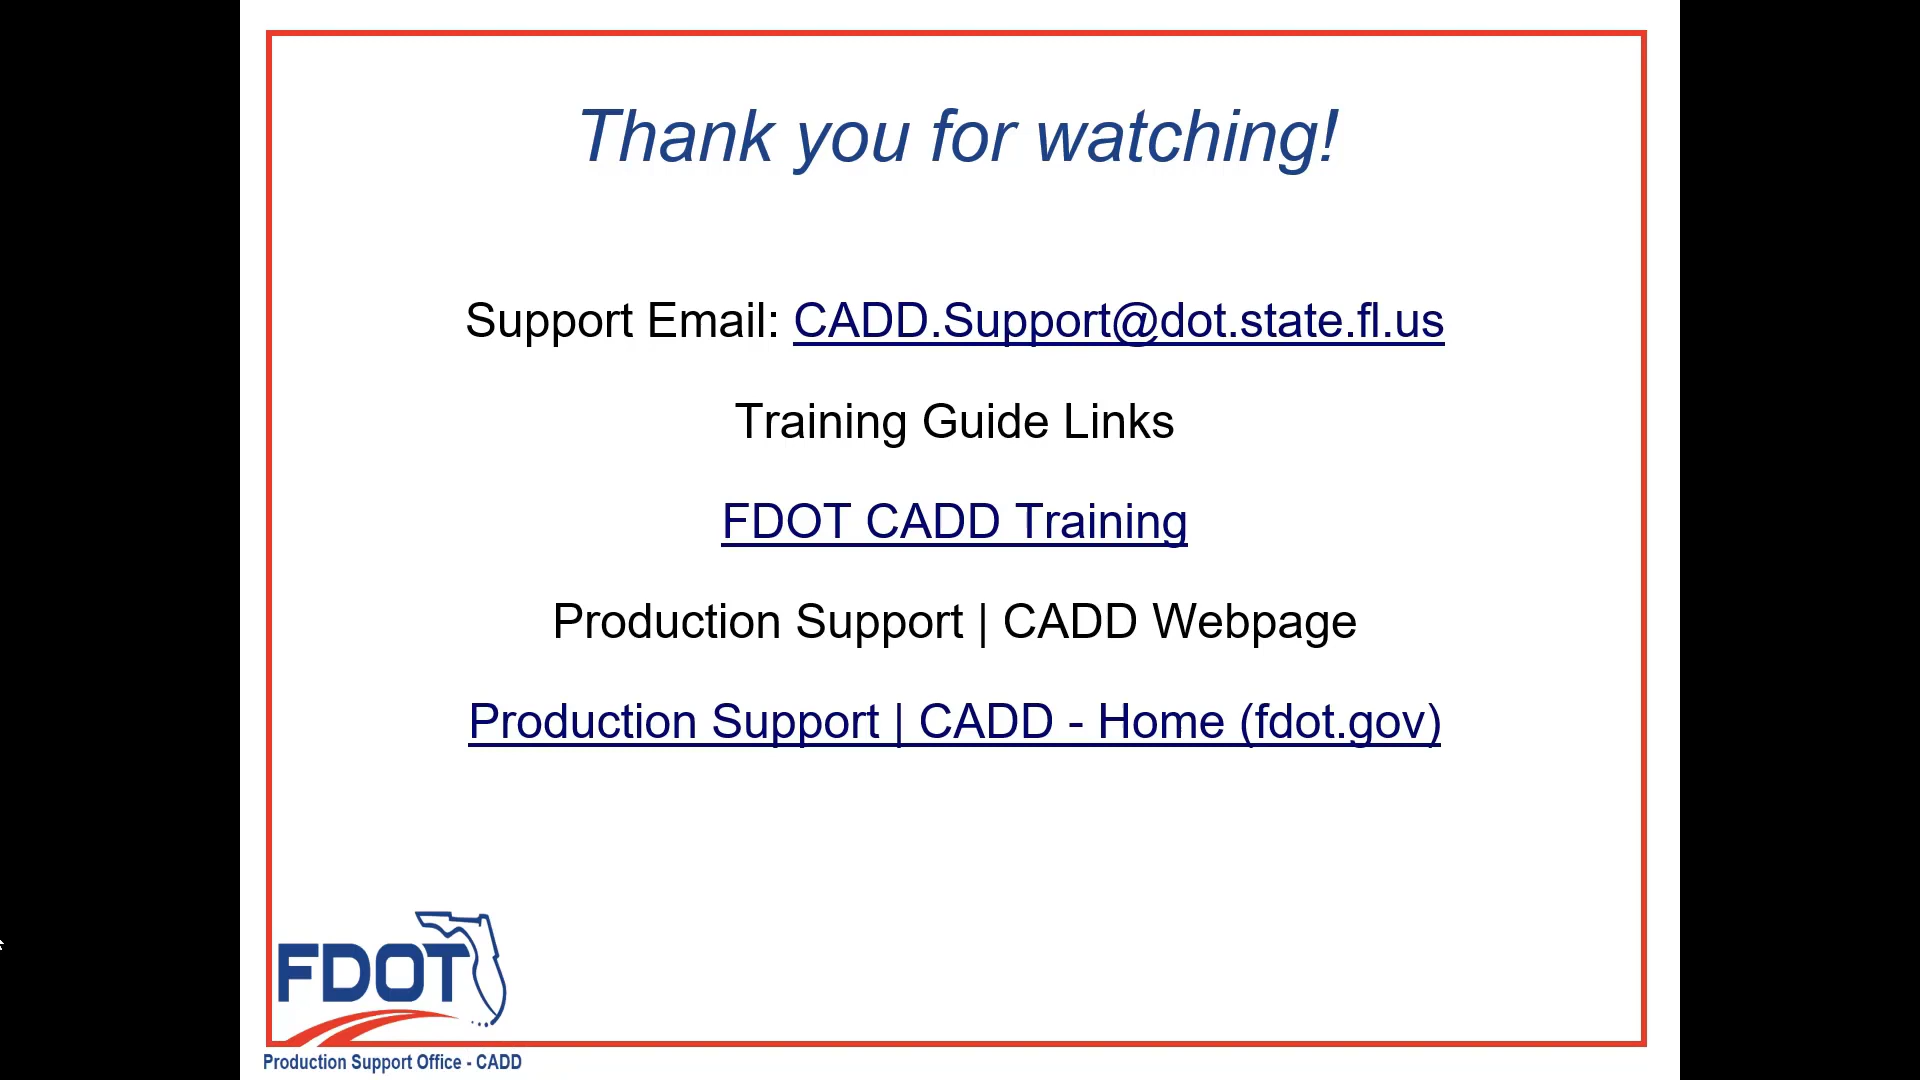 Thank you for watching!
Support Email: CADD.Support@dot.state.fl.us
Training Guide Links
FDOT CADD Training
Production Support | CADD Webpage
Production Support | CADD - Home (fdot.gov)
FDOT
Production Support Office - CADD